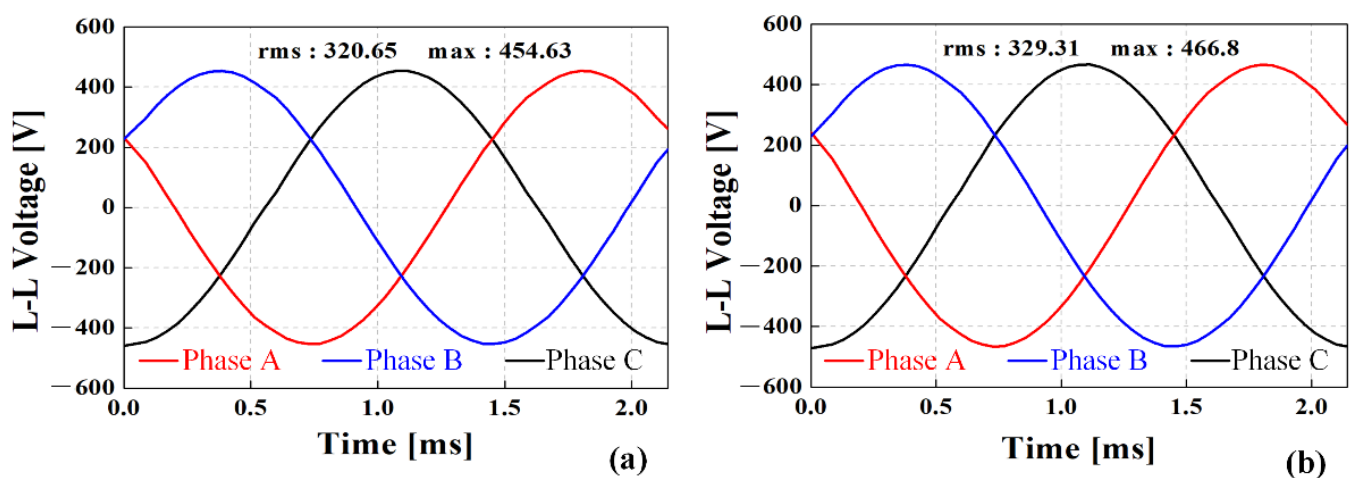 600
400
200
0
−200
−400
−600
L-L Voltage [V]
rms : 320.65 max : 454.63
Phase A Phase B Phase C
0.0 0.5 1.0 1.5 2.0
Time [ms]
(a)
600
400
200
0
−200
−400
−600
L-L Voltage [V]
rms : 329.31 max : 466.8
Phase A Phase B Phase C
0.0 0.5 1.0 1.5 2.0
Time [ms]
(b)